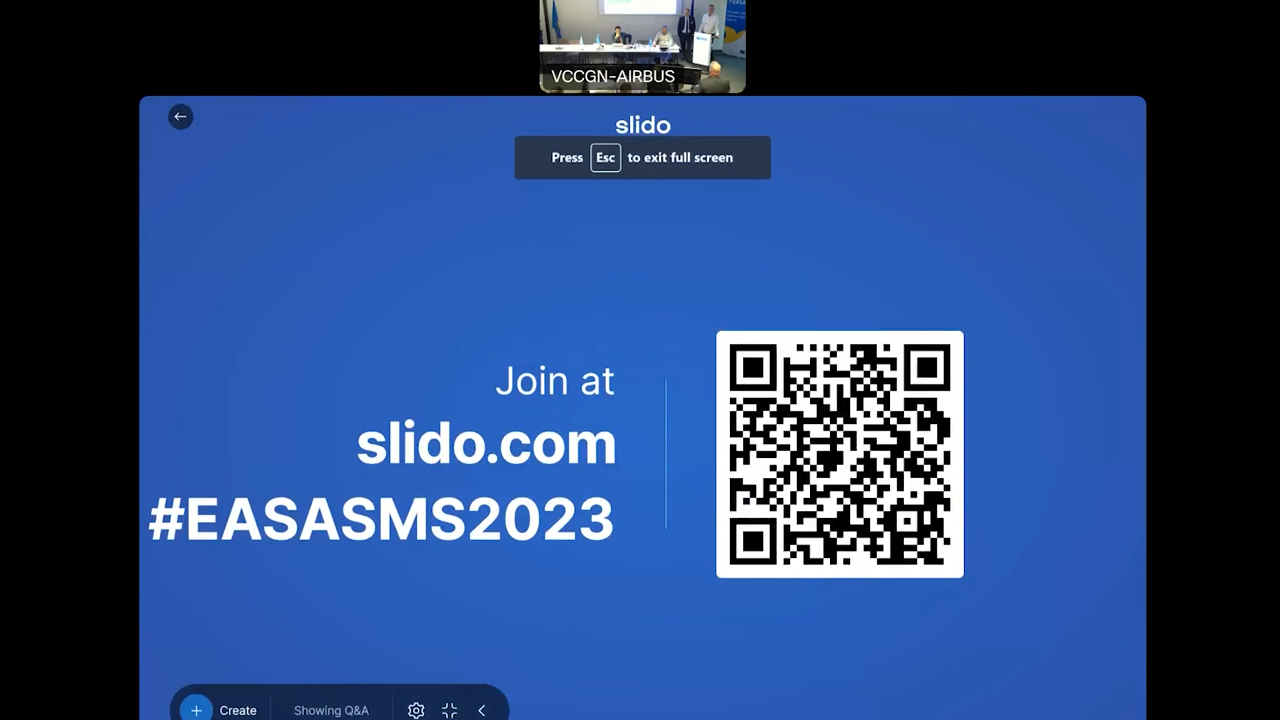 VCCGN-AIRBUS
slido
Press Esc to exit full screen
Join at
slido.com
#EASASMS2023
Create
Showing Q&A